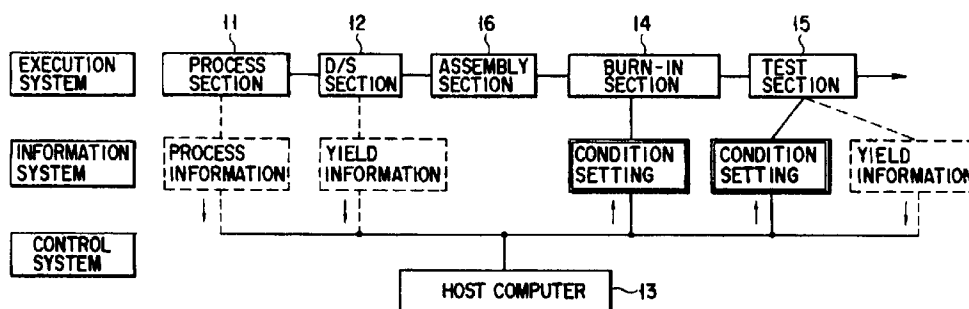 11
12
16
14
15
EXECUTION
SYSTEM
PROCESS
SECTION
D/S
SECTION
ASSEMBLY
SECTION
BURN-IN
SECTION
TEST
SECTION
INFORMATION
SYSTEM
PROCESS
INFORMATION
YIELD
INFORMATION
CONDITION
SETTING
CONDITION
SETTING
YIELD
INFORMATION
CONTROL
SYSTEM
HOST COMPUTER
13